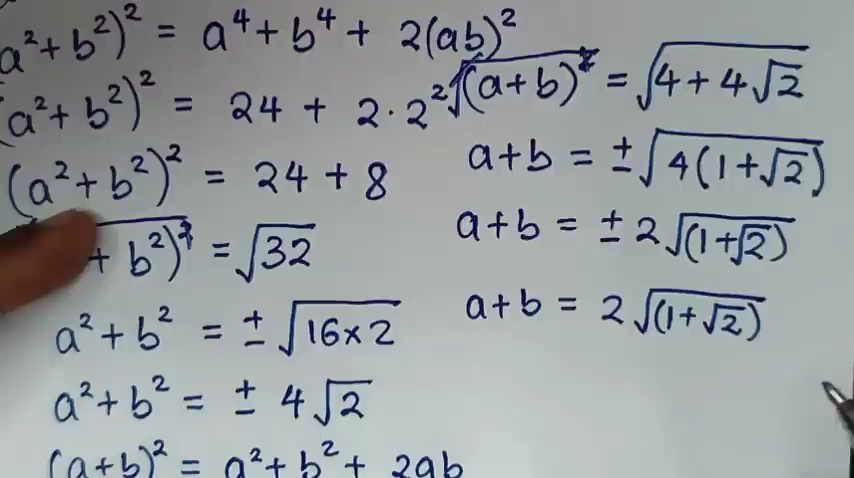 a² + b²)² = a⁴ + b⁴ + 2(ab)²
(a² + b²)² = 24 + 2·2²
(a² + b²)² = 24 + 8
+ b²)² = √32
a² + b² = ± √16×2
a² + b² = ± 4√2
(a+b)² = a² + b² + 2ab
√(a+b)² = √4 + 4√2
a+b = ± √4(1+√2)
a+b = ± 2√(1+√2)
a+b = 2√(1+√2)